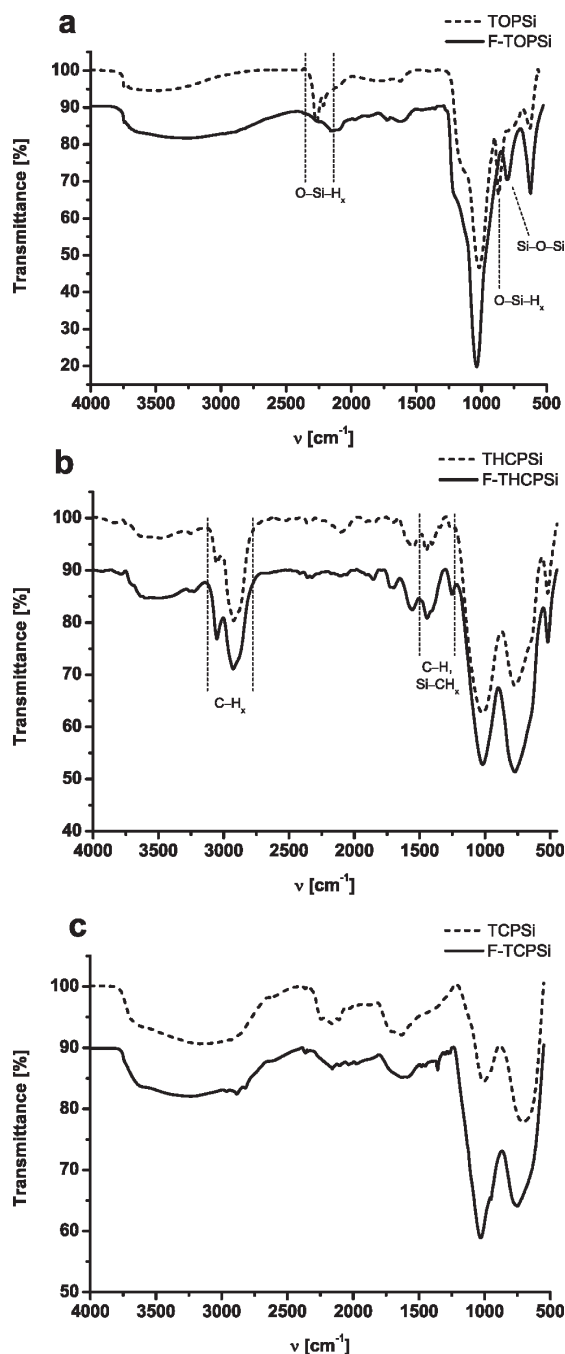 a
TOPSi
F-TOPSi
100
90
80
70
60
50
40
30
20
Transmittance [%]
O–Si–Hx
Si–O–Si
O–Si–Hx
4000 3500 3000 2500 2000 1500 1000 500
ν [cm-1]
b
THCPSi
F-THCPSi
100
90
80
70
60
50
40
Transmittance [%]
C–Hx
C–H,
Si–CHx
4000 3500 3000 2500 2000 1500 1000 500
ν [cm-1]
c
TCPSi
F-TCPSi
100
90
80
70
60
50
Transmittance [%]
4000 3500 3000 2500 2000 1500 1000 500
ν [cm-1]